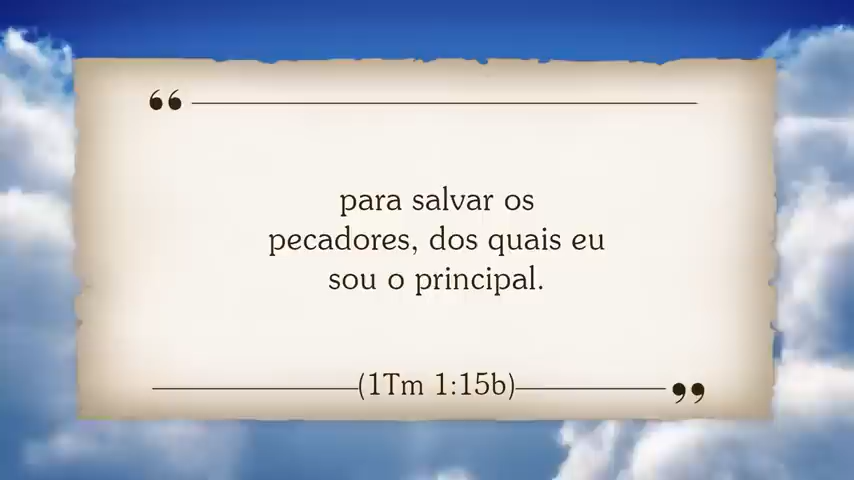 “
para salvar os
pecadores, dos quais eu
sou o principal.
(1Tm 1:15b)
”